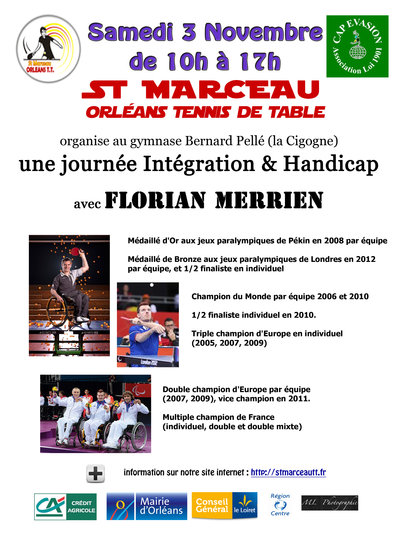 Samedi 3 Novembre
de 10h à 17h
St Marceau
ORLÉANS T.T.
CAP EVASION
Association Loi 1901
ST MARCEAU
ORLÉANS TENNIS DE TABLE
organise au gymnase Bernard Pellé (la Cigogne)
une journée Intégration & Handicap
avec FLORIAN MERRIEN
Médaillé d'Or aux jeux paralympiques de Pékin en 2008 par équipe
Médaillé de Bronze aux jeux paralympiques de Londres en 2012
par équipe, et 1/2 finaliste en individuel
Champion du Monde par équipe 2006 et 2010
1/2 finaliste individuel en 2010.
Triple champion d'Europe en individuel
(2005, 2007, 2009)
Double champion d'Europe par équipe
(2007, 2009), vice champion en 2011.
Multiple champion de France
(individuel, double et double mixte)
information sur notre site internet : http://stmarceautt.fr
CRÉDIT
AGRICOLE
Mairie
d'Orléans
Conseil
Général
le Loiret
Région
Centre
ML Photographie